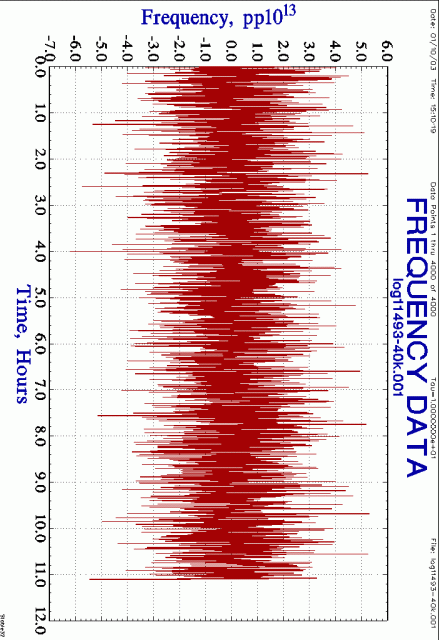 Date: 01/10/03 Time: 15:10:19 Data Points 1 thru 4000 of 4000 Tau=1.0000000e+01 File: log11493-40k.001
FREQUENCY DATA
log11493-40k.001
Frequency, pp10¹³
6.0
5.0
4.0
3.0
2.0
1.0
0.0
-1.0
-2.0
-3.0
-4.0
-5.0
-6.0
-7.0
0.0 1.0 2.0 3.0 4.0 5.0 6.0 7.0 8.0 9.0 10.0 11.0 12.0
Time, Hours